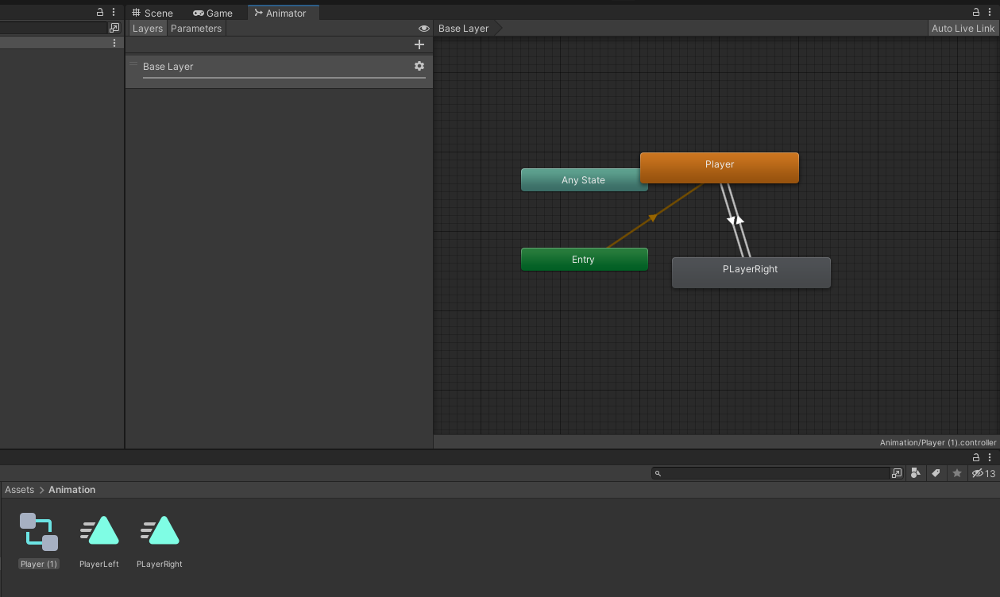 Scene
Game
Animator
Layers
Parameters
Base Layer
Auto Live Link
Base Layer
Player
Any State
Entry
PLayerRight
Animation/Player (1).controller
13
Assets > Animation
Player (1)
PlayerLeft
PLayerRight